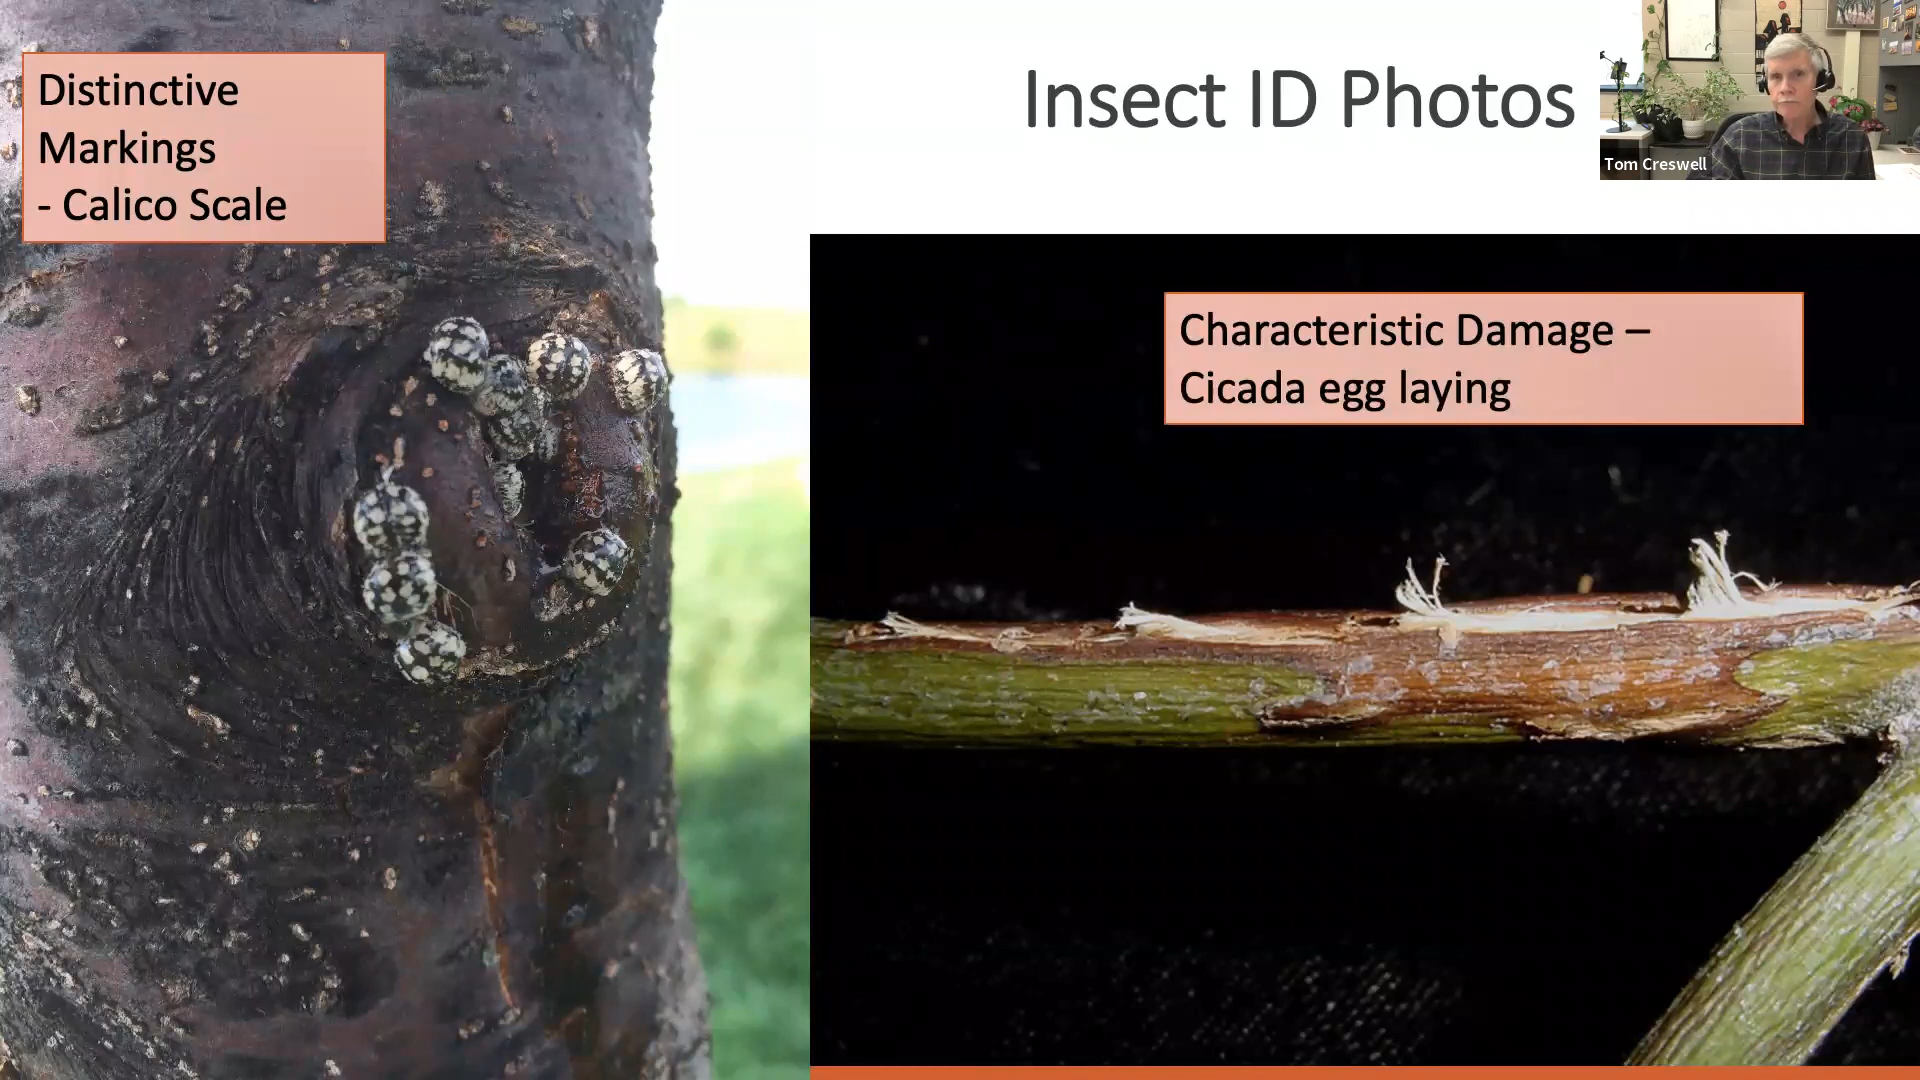 Distinctive
Markings
- Calico Scale
Insect ID Photos
Tom Creswell
Characteristic Damage –
Cicada egg laying